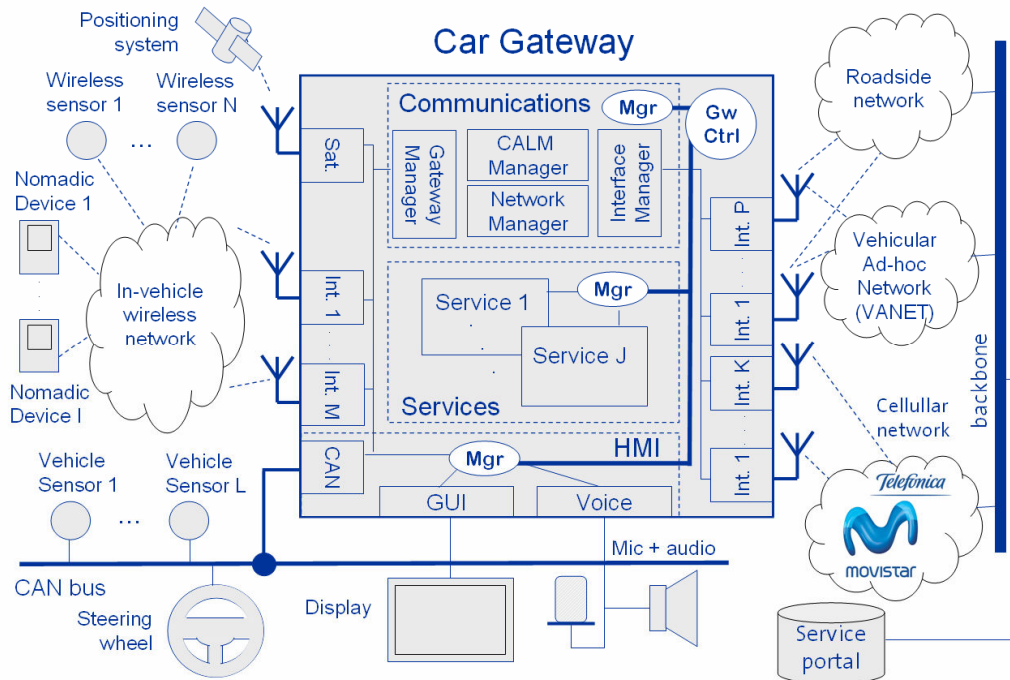 Positioning
system
Car Gateway
Wireless
sensor 1
Wireless
sensor N
...
Nomadic
Device 1
In-vehicle
wireless
network
Nomadic
Device I
Vehicle
Sensor 1
Vehicle
Sensor L
...
CAN bus
Steering
wheel
Sat.
Int. 1
Int. M
CAN
Communications
Mgr
Gw
Ctrl
Gateway
Manager
CALM
Manager
Network
Manager
Interface
Manager
Service 1
Mgr
Service J
Services
HMI
Mgr
GUI
Voice
Int. P
Int. 1
Int. K
Int. 1
Display
Mic + audio
Roadside
network
Vehicular
Ad-hoc
Network
(VANET)
Cellullar
network
Telefónica
movistar
backbone
Service
portal